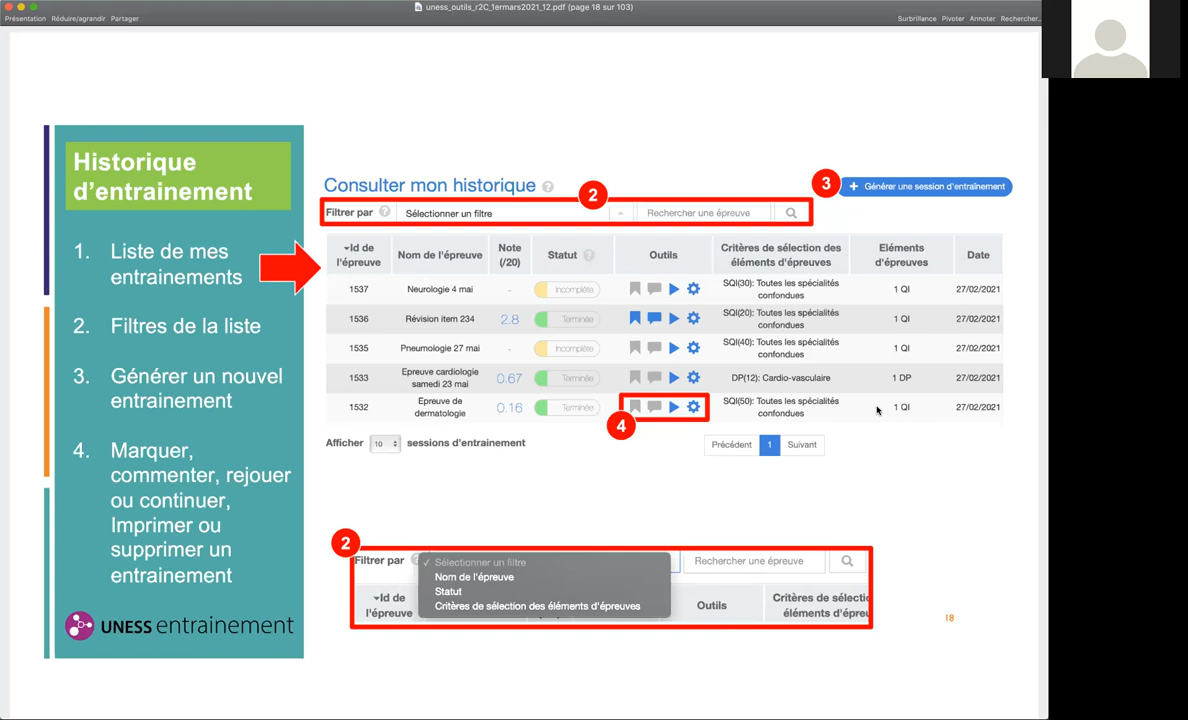 uness_outils_r2C_1ermars2021_12.pdf (page 18 sur 103)
Présentation Réduire/agrandir Partager
Surbrillance Pivoter Annoter Rechercher...
Historique
d'entrainement
1. Liste de mes
entrainements
2. Filtres de la liste
3. Générer un nouvel
entrainement
4. Marquer,
commenter, rejouer
ou continuer,
Imprimer ou
supprimer un
entrainement
UNESS entrainement
Consulter mon historique ?
2
3
+ Générer une session d'entraînement
Filtrer par ? Sélectionner un filtre Rechercher une épreuve
Id de l'épreuve Nom de l'épreuve Note (/20) Statut ? Outils Critères de sélection des éléments d'épreuves Eléments d'épreuves Date
1537 Neurologie 4 mai - Incomplète SQI(30): Toutes les spécialités confondues 1 QI 27/02/2021
1536 Révision item 234 2.8 Terminée SQI(20): Toutes les spécialités confondues 1 QI 27/02/2021
1535 Pneumologie 27 mai - Incomplète SQI(40): Toutes les spécialités confondues 1 QI 27/02/2021
1533 Epreuve cardiologie samedi 23 mai 0.67 Terminée DP(12): Cardio-vasculaire 1 DP 27/02/2021
1532 Epreuve de dermatologie 0.16 Terminée SQI(50): Toutes les spécialités confondues 1 QI 27/02/2021
4
Afficher 10 sessions d'entrainement
Précédent 1 Suivant
2
Filtrer par ? ✓ Sélectionner un filtre Rechercher une épreuve
Nom de l'épreuve
Statut
Critères de sélection des éléments d'épreuves
Id de l'épreuve Outils Critères de sélectio éléments d'épreu
18